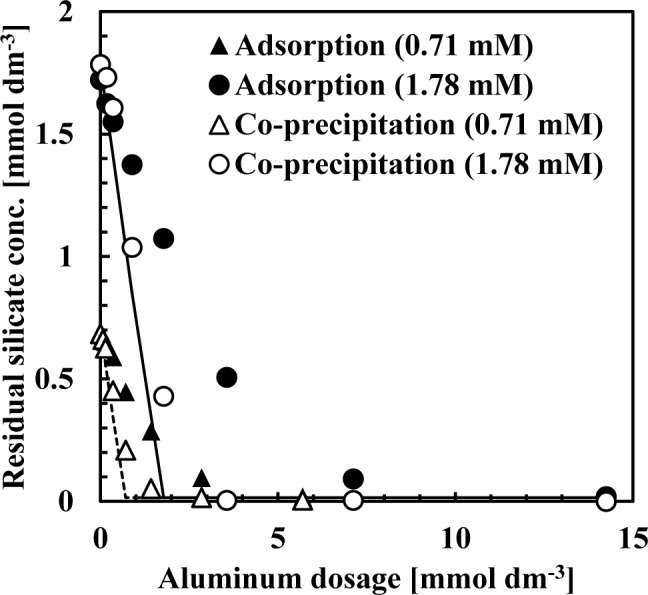 2
Adsorption (0.71 mM)
Adsorption (1.78 mM)
Co-precipitation (0.71 mM)
Co-precipitation (1.78 mM)
1.5
1
0.5
0
Residual silicate conc. [mmol dm⁻³]
0 5 10 15
Aluminum dosage [mmol dm⁻³]